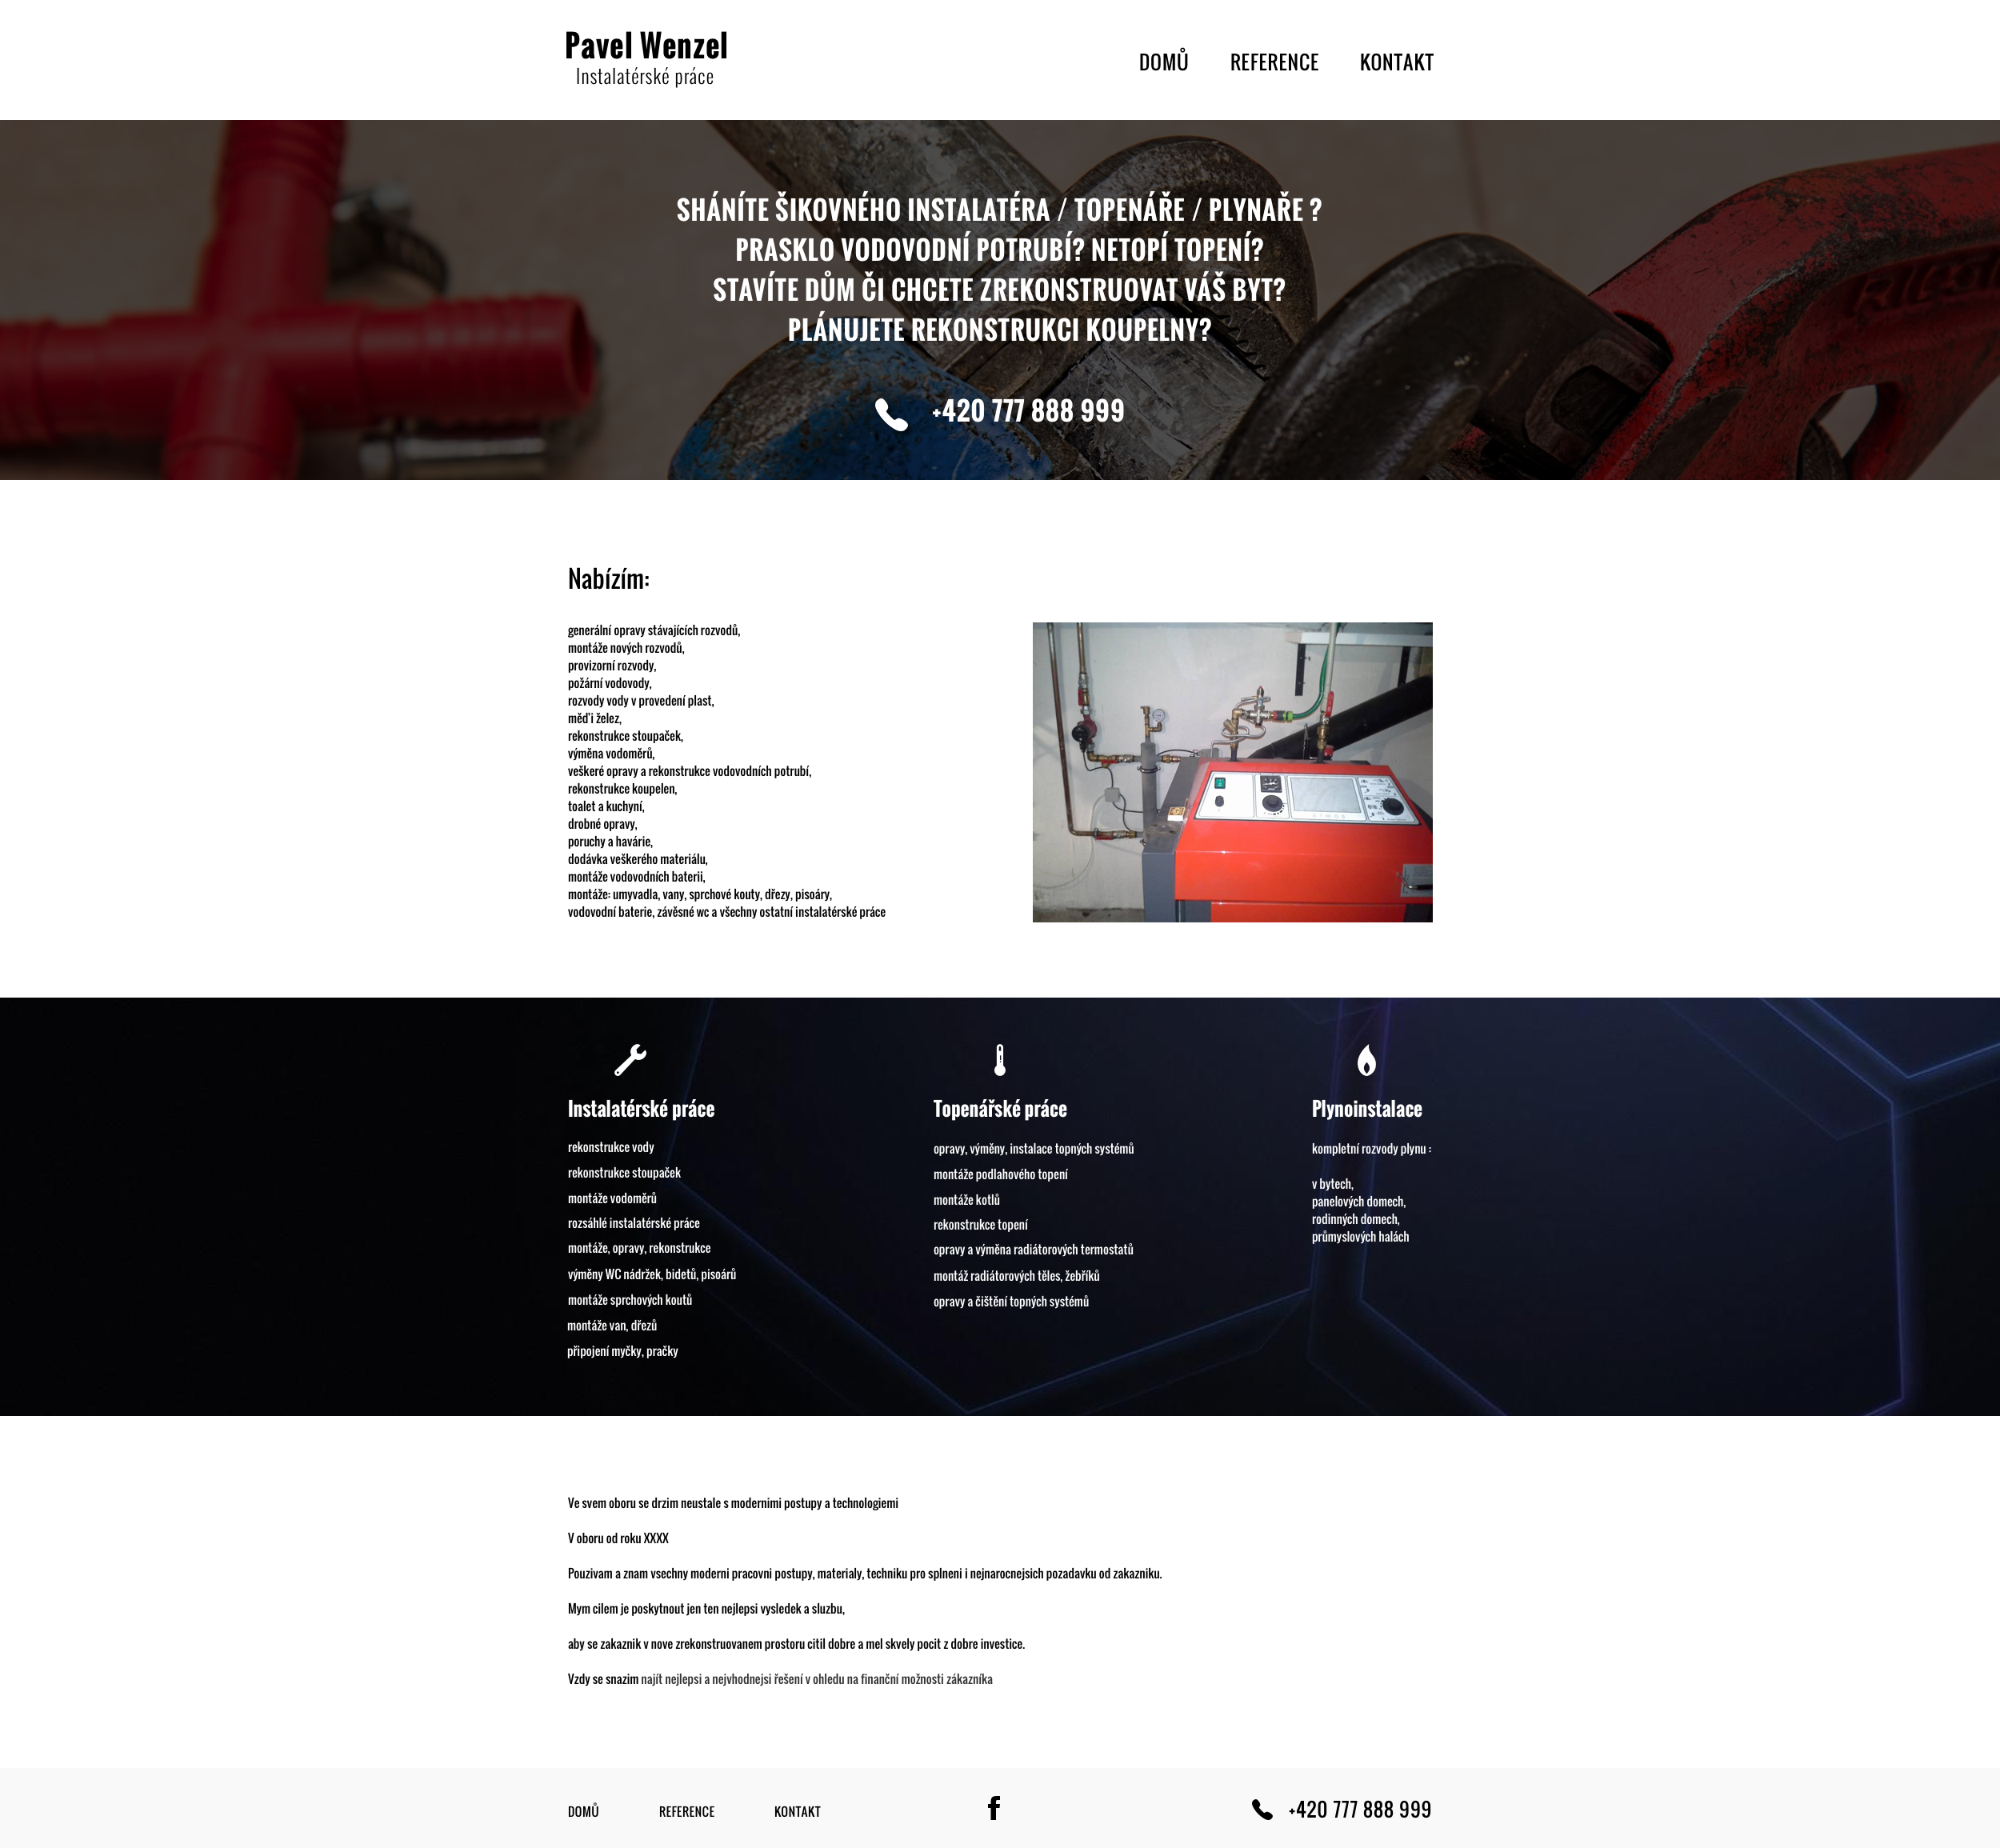 Pavel Wenzel
Instalatérské práce
DOMŮ REFERENCE KONTAKT
SHÁNÍTE ŠIKOVNÉHO INSTALATÉRA / TOPENÁŘE / PLYNAŘE ?
PRASKLO VODOVODNÍ POTRUBÍ? NETOPÍ TOPENÍ?
STAVÍTE DŮM ČI CHCETE ZREKONSTRUOVAT VÁŠ BYT?
PLÁNUJETE REKONSTRUKCI KOUPELNY?
+420 777 888 999
Nabízím:
generální opravy stávajících rozvodů,
montáže nových rozvodů,
provizorní rozvody,
požární vodovody,
rozvody vody v provedení plast,
měď'i želez,
rekonstrukce stoupaček,
výměna vodoměrů,
veškeré opravy a rekonstrukce vodovodních potrubí,
rekonstrukce koupelen,
toalet a kuchyní,
drobné opravy,
poruchy a havárie,
dodávka veškerého materiálu,
montáže vodovodních baterii,
montáže: umyvadla, vany, sprchové kouty, dřezy, pisoáry,
vodovodní baterie, závěsné wc a všechny ostatní instalatérské práce
Instalatérské práce
rekonstrukce vody
rekonstrukce stoupaček
montáže vodoměrů
rozsáhlé instalatérské práce
montáže, opravy, rekonstrukce
výměny WC nádržek, bidetů, pisoárů
montáže sprchových koutů
montáže van, dřezů
připojení myčky, pračky
Topenářské práce
opravy, výměny, instalace topných systémů
montáže podlahového topení
montáže kotlů
rekonstrukce topení
opravy a výměna radiátorových termostatů
montáž radiátorových těles, žebříků
opravy a čištění topných systémů
Plynoinstalace
kompletní rozvody plynu :
v bytech,
panelových domech,
rodinných domech,
průmyslových halách
Ve svem oboru se drzim neustale s modernimi postupy a technologiemi
V oboru od roku XXXX
Pouzivam a znam vsechny moderni pracovni postupy, materialy, techniku pro splneni i nejnarocnejsich pozadavku od zakazniku.
Mym cilem je poskytnout jen ten nejlepsi vysledek a sluzbu,
aby se zakaznik v nove zrekonstruovanem prostoru citil dobre a mel skvely pocit z dobre investice.
Vzdy se snazim najít nejlepsi a nejvhodnejsi řešení v ohledu na finanční možnosti zákazníka
DOMŮ REFERENCE KONTAKT
+420 777 888 999